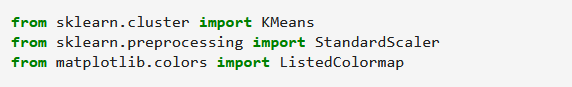 from sklearn.cluster import KMeans
from sklearn.preprocessing import StandardScaler
from matplotlib.colors import ListedColormap